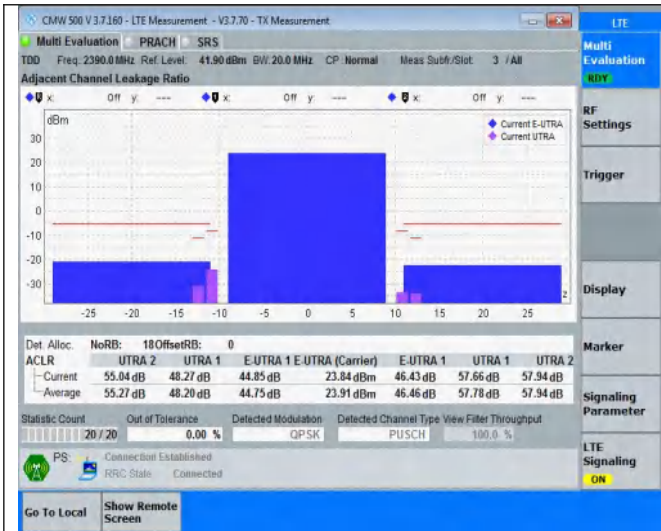 CMW 500 V 3.7.160 - LTE Measurement - V3.7.70 - TX Measurement
LTE
Multi Evaluation PRACH SRS
TDD Freq: 2390.0 MHz Ref. Level: 41.90 dBm BW: 20.0 MHz CP: Normal Meas Subfr./Slot: 3 /All
Adjacent Channel Leakage Ratio
x: Off y: --- x: Off y: --- x: Off y: ---
dBm
Current E-UTRA
Current UTRA
30
20
10
0
-10
-20
-30
z
-25 -20 -15 -10 -5 0 5 10 15 20 25
Det. Alloc. NoRB: 18 OffsetRB: 0
ACLR UTRA 2 UTRA 1 E-UTRA 1 E-UTRA (Carrier) E-UTRA 1 UTRA 1 UTRA 2
Current 55.04 dB 48.27 dB 44.85 dB 23.84 dBm 46.43 dB 57.66 dB 57.94 dB
Average 55.27 dB 48.20 dB 44.75 dB 23.91 dBm 46.46 dB 57.78 dB 57.94 dB
Statistic Count Out of Tolerance Detected Modulation Detected Channel Type View Filter Throughput
20 / 20 0.00 % QPSK PUSCH 100.0 %
PS: Connection Established
RRC State Connected
Multi
Evaluation
RDY
RF
Settings
Trigger
Display
Marker
Signaling
Parameter
LTE
Signaling
ON
Go To Local
Show Remote
Screen